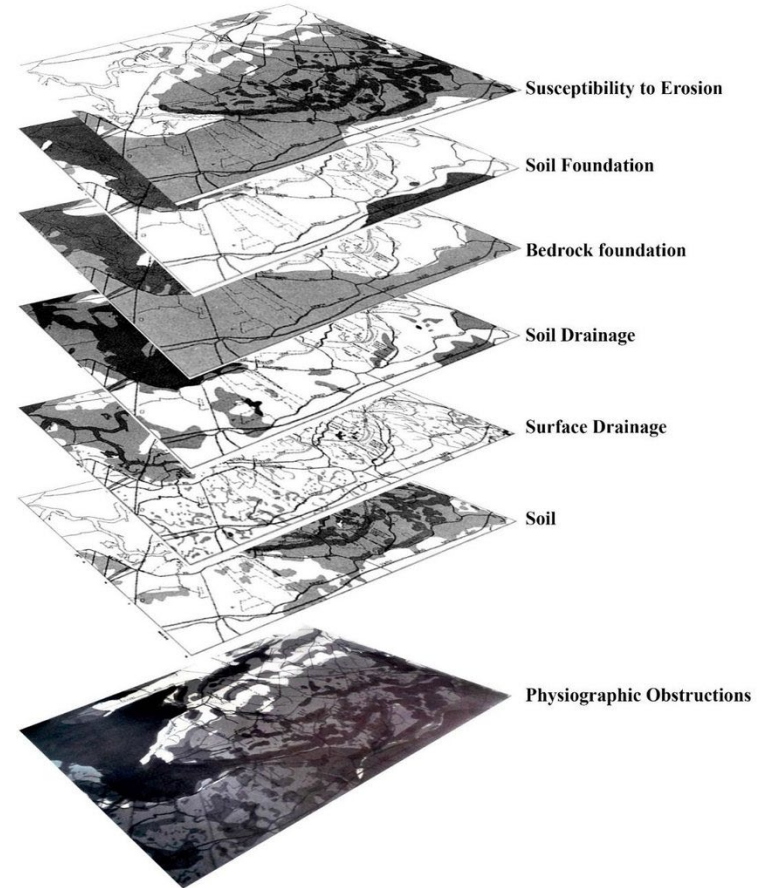 Susceptibility to Erosion
Soil Foundation
Bedrock foundation
Soil Drainage
Surface Drainage
Soil
Physiographic Obstructions